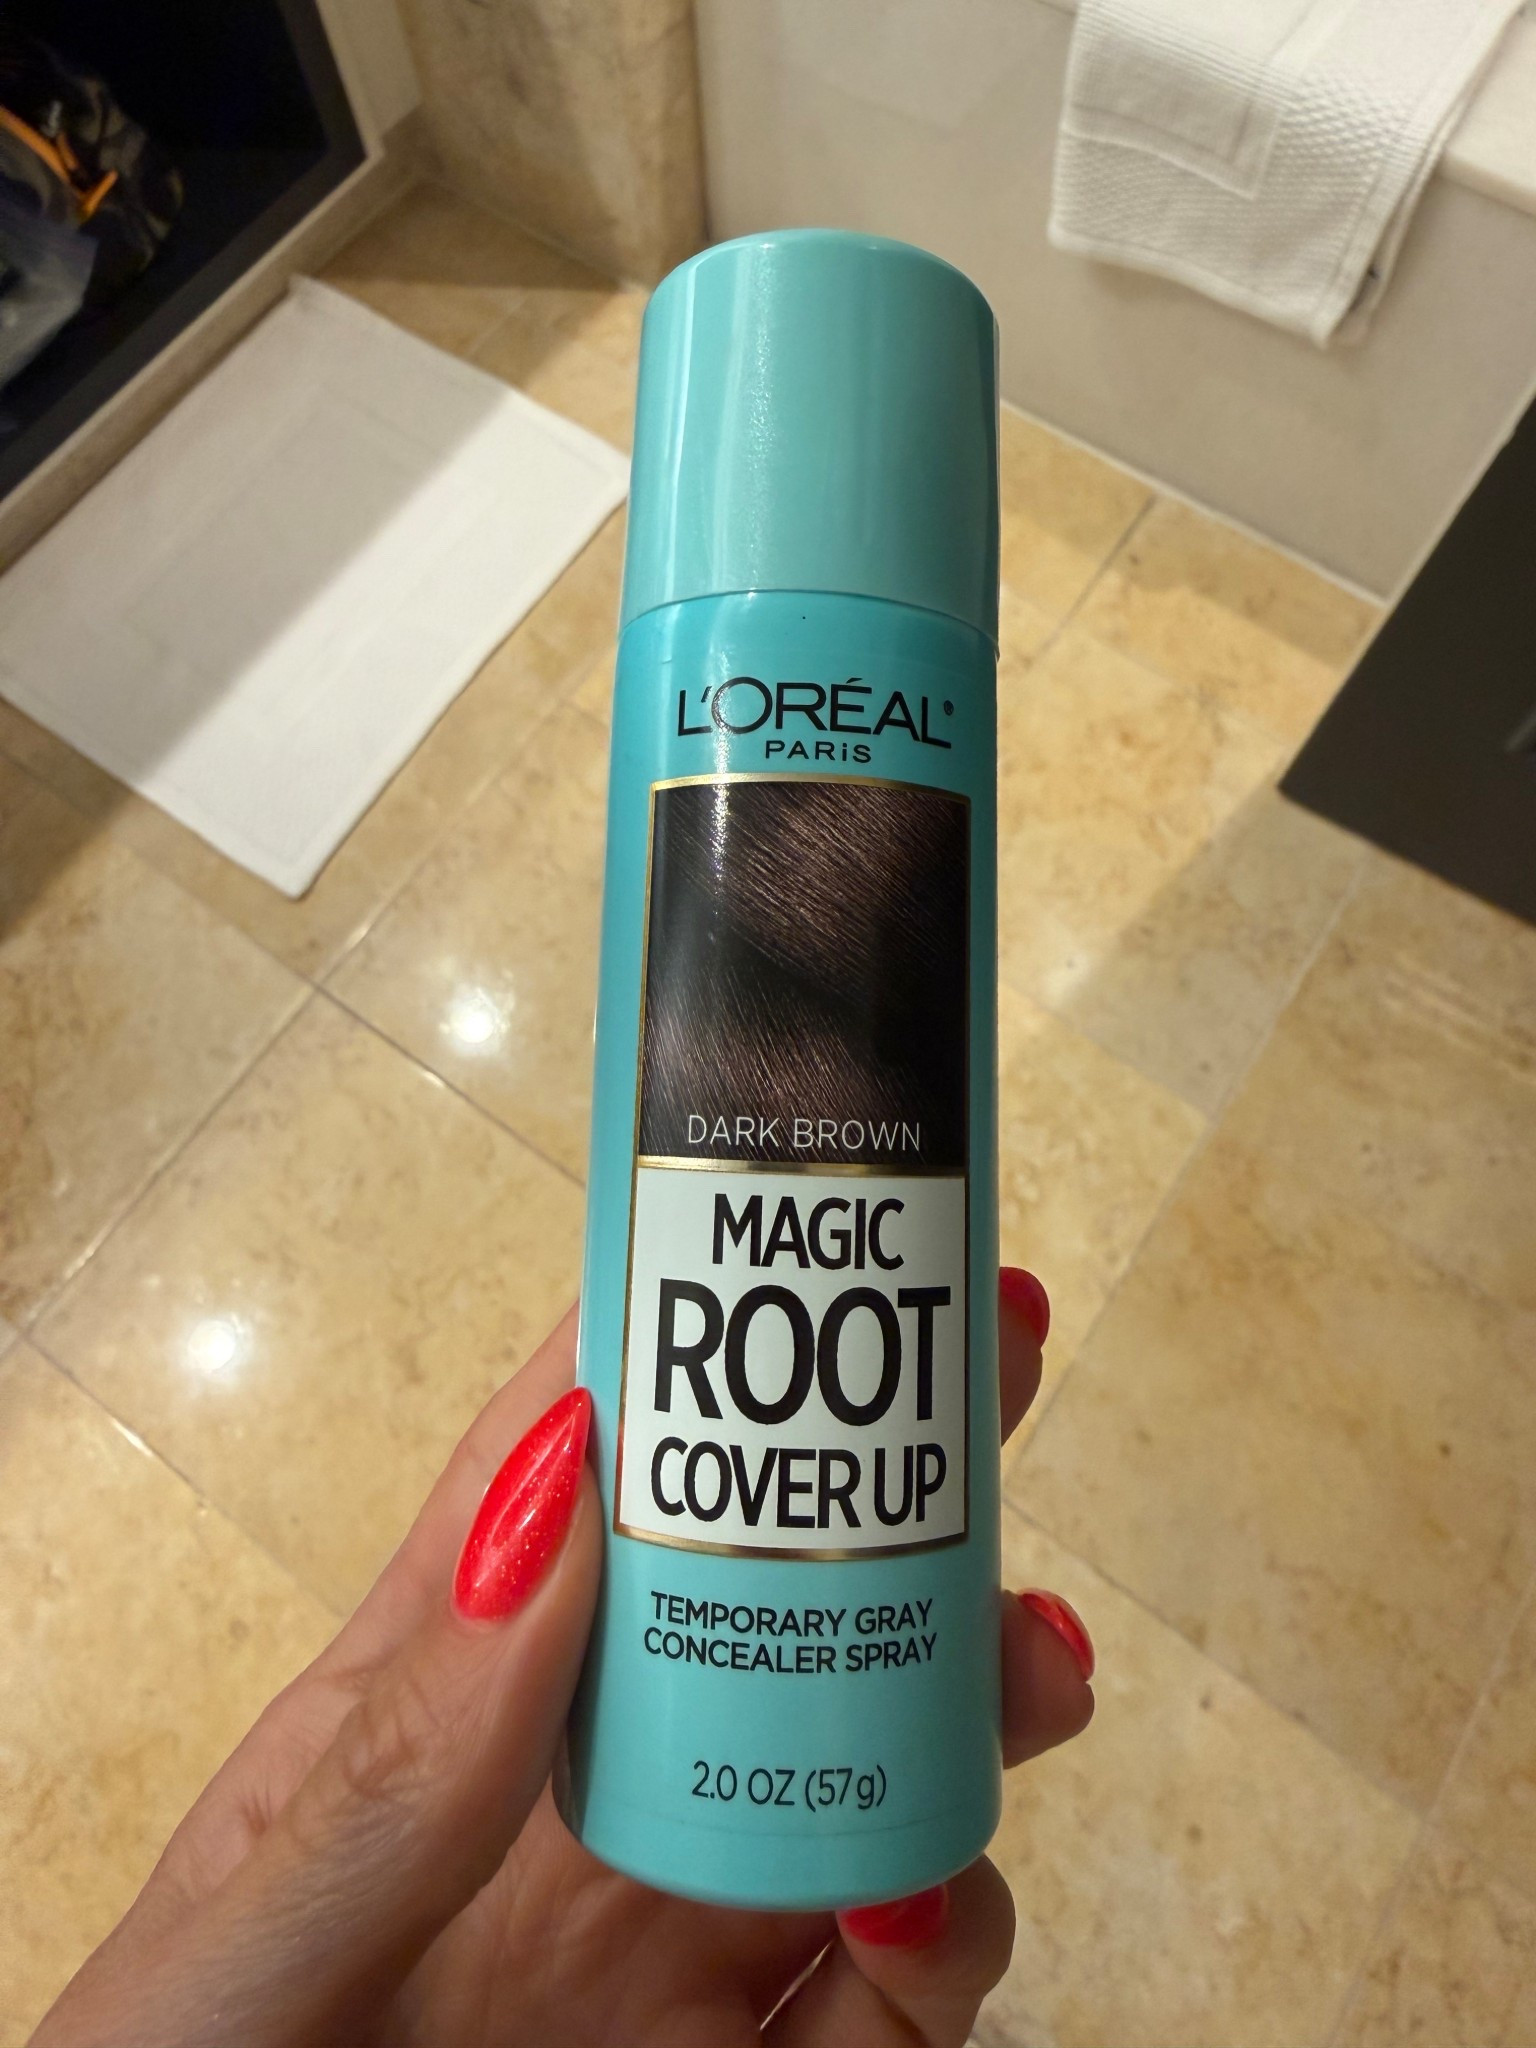 L'ORÉAL®
PARiS
DARK BROWN
MAGIC
ROOT
COVER UP
TEMPORARY GRAY
CONCEALER SPRAY
2.0 OZ (57g)